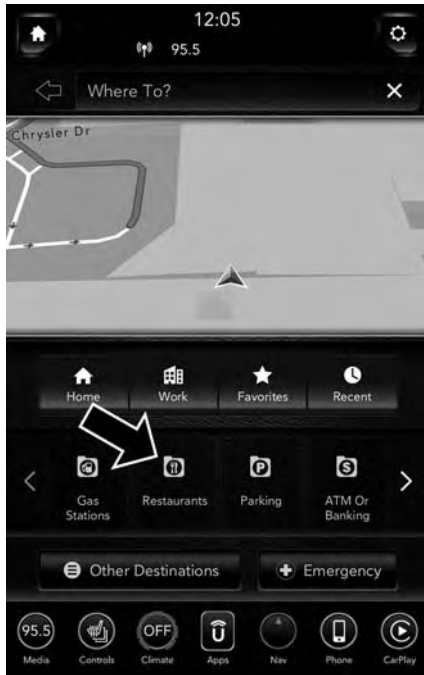 12:05
95.5
Where To?
Chrysler Dr
Home Work Favorites Recent
Gas Stations Restaurants Parking ATM Or Banking
Other Destinations Emergency
95.5 OFF
Media Controls Climate Apps Nav Phone CarPlay